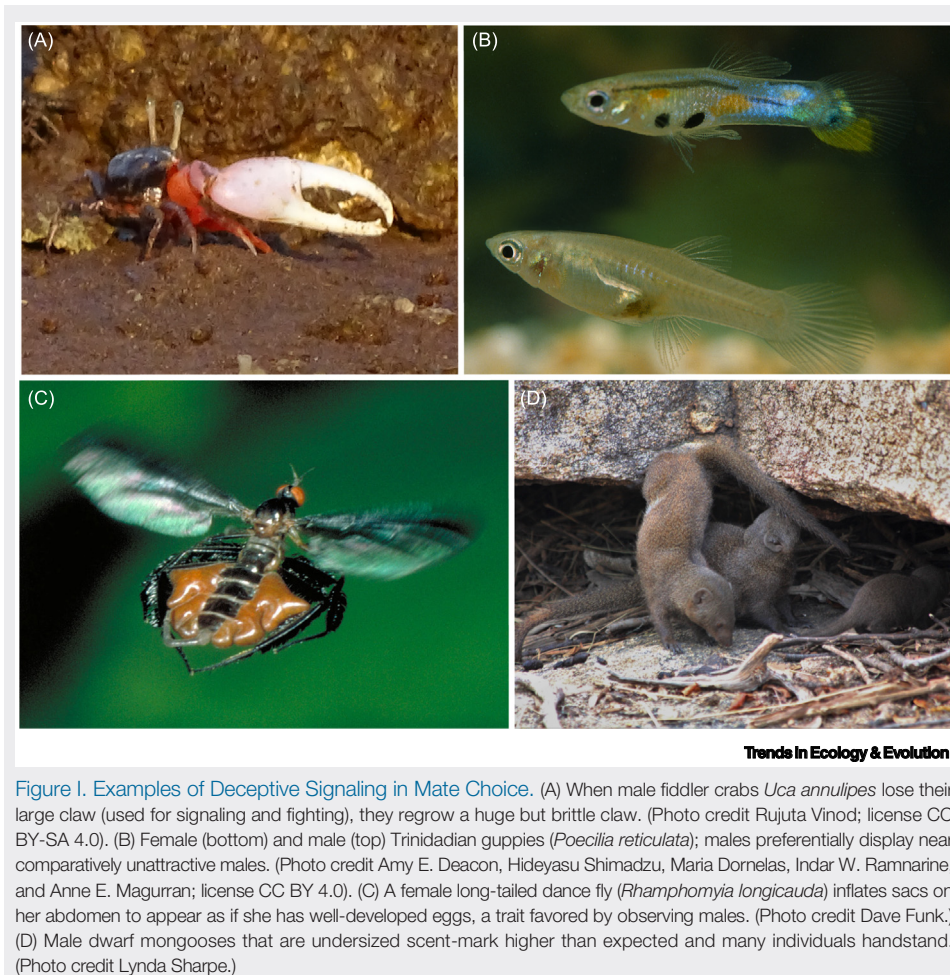 (A)
(B)
(C)
(D)
Trends in Ecology & Evolution
Figure I. Examples of Deceptive Signaling in Mate Choice. (A) When male fiddler crabs Uca annulipes lose their
large claw (used for signaling and fighting), they regrow a huge but brittle claw. (Photo credit Rujuta Vinod; license CC
BY-SA 4.0). (B) Female (bottom) and male (top) Trinidadian guppies (Poecilia reticulata); males preferentially display near
comparatively unattractive males. (Photo credit Amy E. Deacon, Hideyasu Shimadzu, Maria Dornelas, Indar W. Ramnarine
and Anne E. Magurran; license CC BY 4.0). (C) A female long-tailed dance fly (Rhamphomyia longicauda) inflates sacs on
her abdomen to appear as if she has well-developed eggs, a trait favored by observing males. (Photo credit Dave Funk.)
(D) Male dwarf mongooses that are undersized scent-mark higher than expected and many individuals handstand.
(Photo credit Lynda Sharpe.)